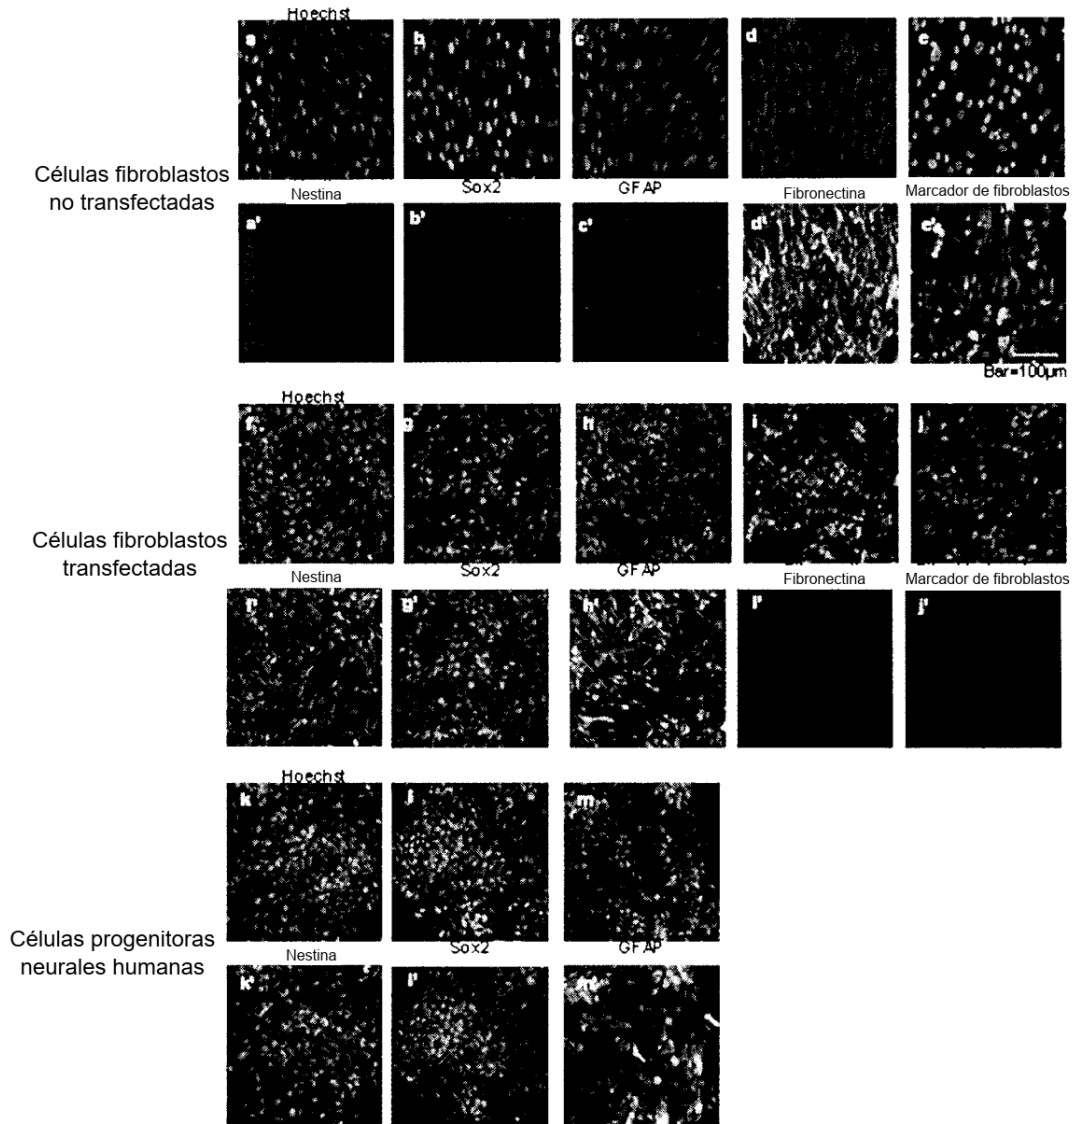 Hoechst
a b c d e
Células fibroblastos
no transfectadas
Nestina Sox2 GFAP Fibronectina Marcador de fibroblastos
a' b' c' d' e'
Bar=100µm
Hoechst
f g h i j
Células fibroblastos
transfectadas
Nestina Sox2 GFAP Fibronectina Marcador de fibroblastos
f' g' h' i' j'
Hoechst
k l m
Células progenitoras
neurales humanas
Nestina Sox2 GFAP
k' l' m'